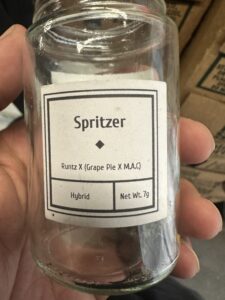 Spritzer
Runtz X (Grape Pie X M.A.C)
Hybrid
Net Wt. 7g